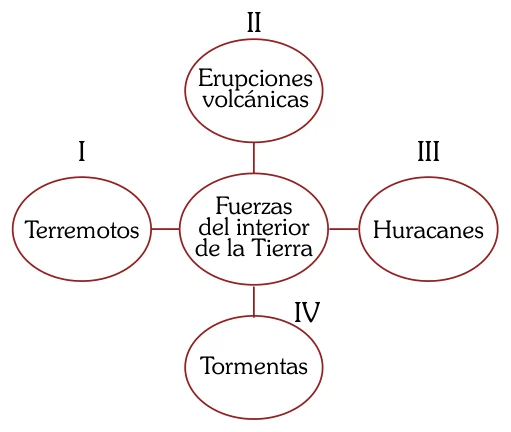 II
Erupciones
volcánicas
I
III
Terremotos
Fuerzas
del interior
de la Tierra
Huracanes
IV
Tormentas